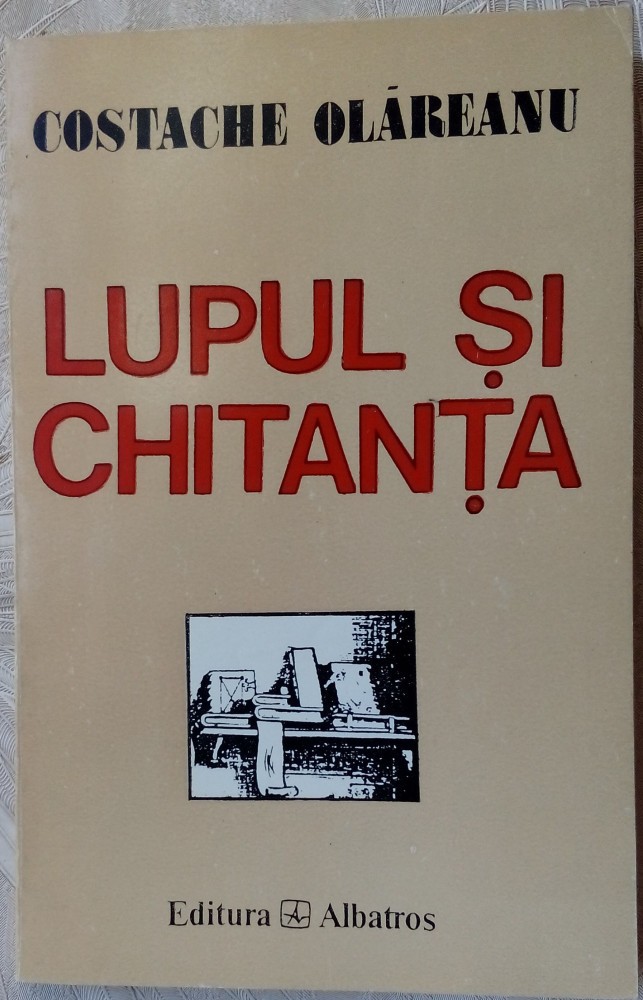 COSTACHE OLĂREANU
LUPUL ȘI
CHITANȚA
Editura Albatros